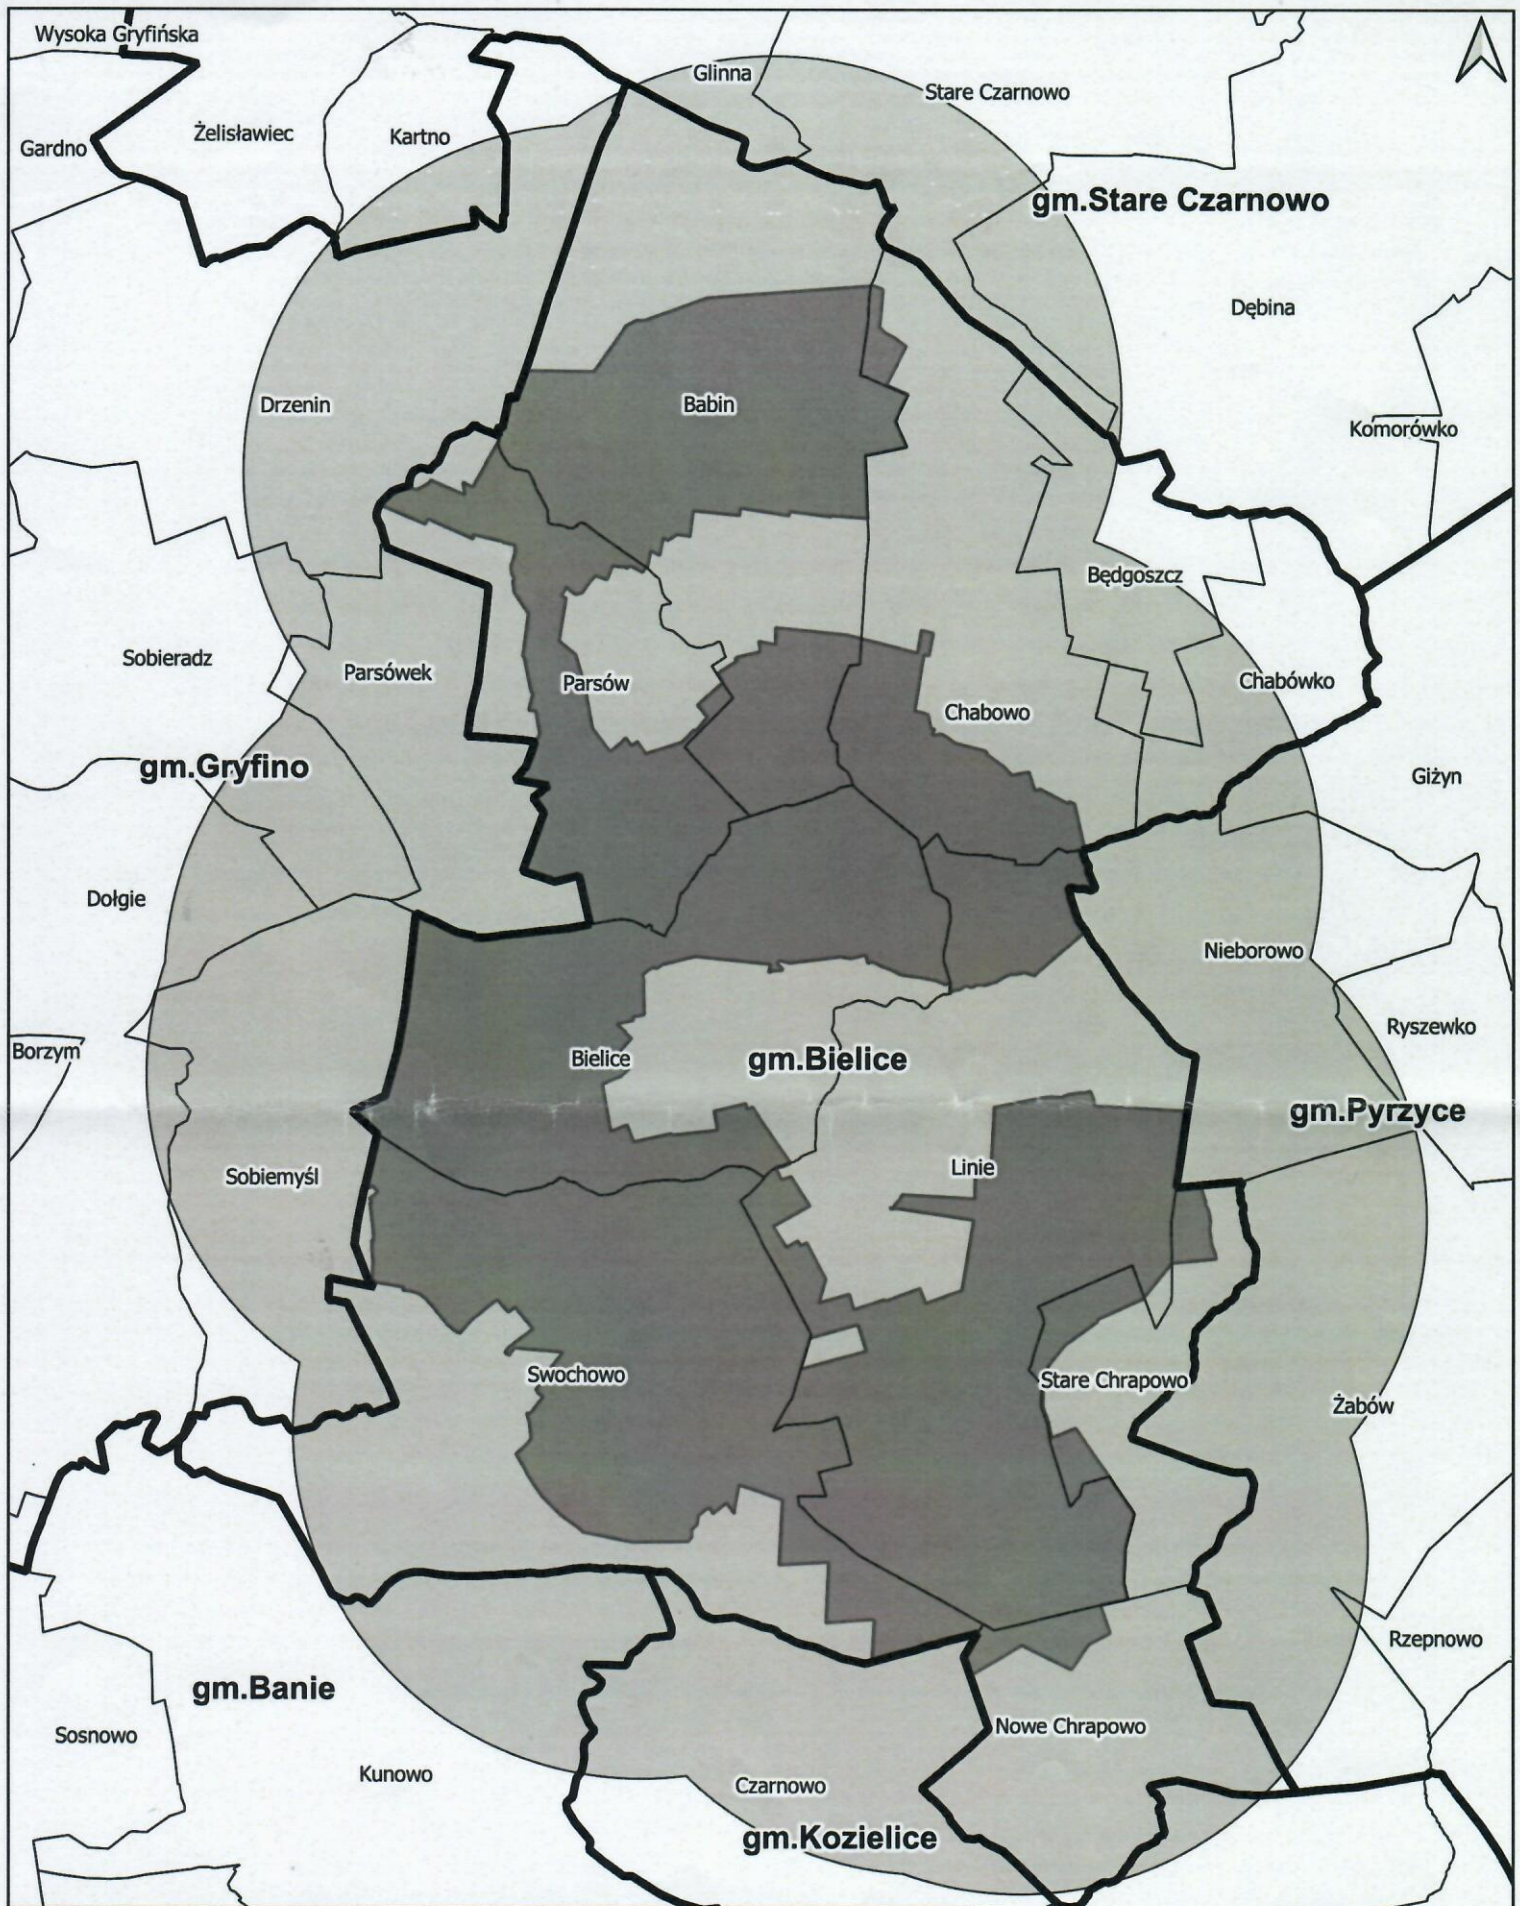 Wysoka Gryfińska
Glinna
Stare Czarnowo
Żelisławiec
Kartno
Gardno
gm.Stare Czarnowo
Dębina
Drzenin
Babin
Komorówko
Będgoszcz
Sobieradz
Parsówek
Parsów
Chabówko
Chabowo
gm.Gryfino
Giżyn
Dołgie
Nieborowo
Ryszewko
Borzym
Bielice
gm.Bielice
gm.Pyrzyce
Linie
Sobiemyśl
Swochowo
Stare Chrapowo
Żabów
Rzepnowo
gm.Banie
Nowe Chrapowo
Sosnowo
Kunowo
Czarnowo
gm.Kozielice